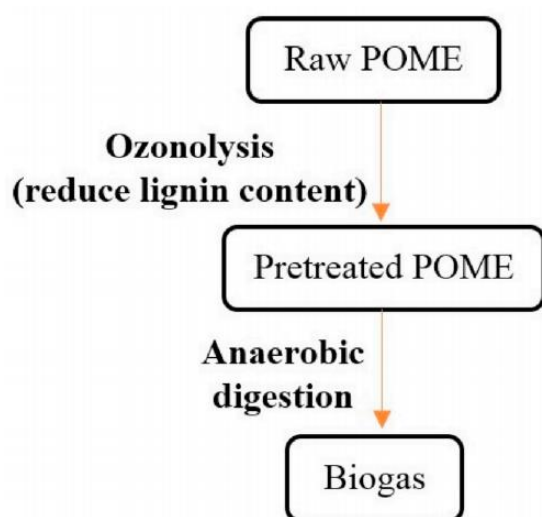 Raw POME
Ozonolysis
(reduce lignin content)
Pretreated POME
Anaerobic
digestion
Biogas